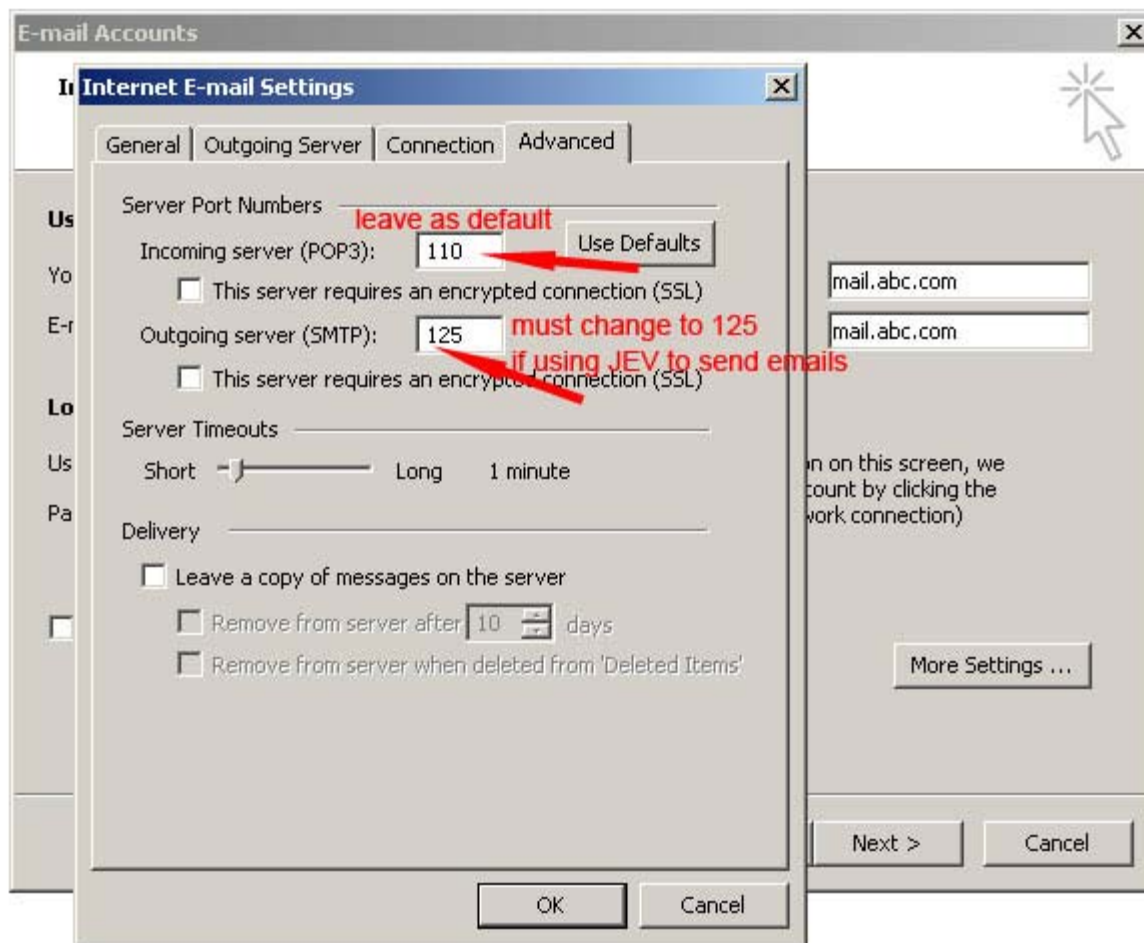 E-mail Accounts
Internet E-mail Settings
General Outgoing Server Connection Advanced
Server Port Numbers
leave as default
Incoming server (POP3): 110 Use Defaults
This server requires an encrypted connection (SSL)
mail.abc.com
Outgoing server (SMTP): 125
must change to 125
if using JEV to send emails
mail.abc.com
This server requires an encrypted connection (SSL)
Server Timeouts
Short Long 1 minute
on this screen, we
by clicking the
connection)
Delivery
Leave a copy of messages on the server
Remove from server after 10 days
Remove from server when deleted from 'Deleted Items'
More Settings ...
Next > Cancel
OK Cancel